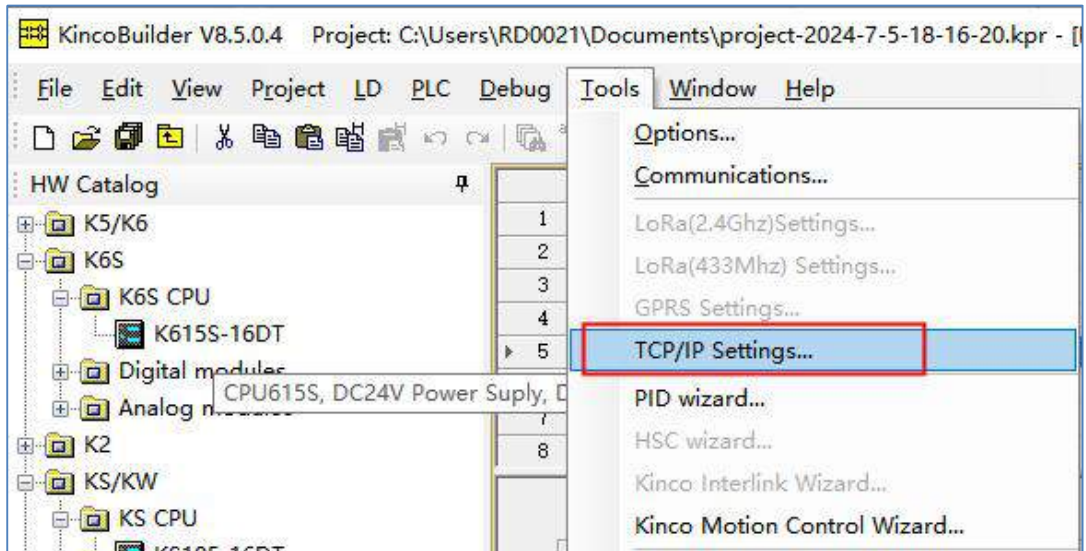 KincoBuilder V8.5.0.4 Project: C:\Users\RD0021\Documents\project-2024-7-5-18-16-20.kpr - [
File Edit View Project LD PLC Debug Tools Window Help
HW Catalog
K5/K6
K6S
K6S CPU
K615S-16DT
Digital modules
CPU615S, DC24V Power Suply, D
Analog
K2
KS/KW
KS CPU
1
2
3
4
5
7
8
Options...
Communications...
LoRa(2.4Ghz)Settings...
LoRa(433Mhz) Settings...
GPRS Settings...
TCP/IP Settings...
PID wizard...
HSC wizard...
Kinco Interlink Wizard...
Kinco Motion Control Wizard...